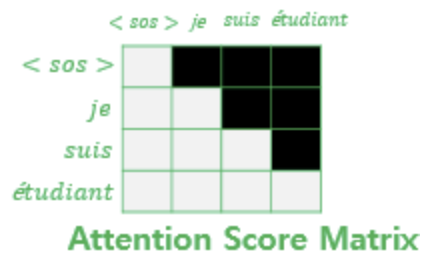 < sos > je suis étudiant
< sos >
je
suis
étudiant
Attention Score Matrix